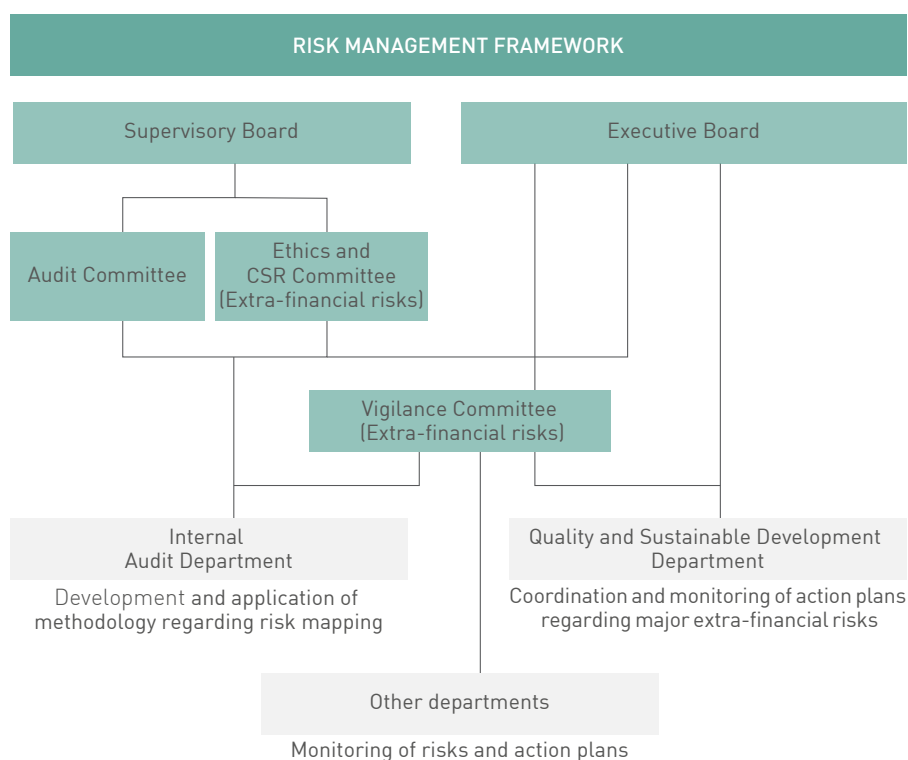 RISK MANAGEMENT FRAMEWORK
Supervisory Board
Executive Board
Audit Committee
Ethics and
CSR Committee
(Extra-financial risks)
Vigilance Committee
(Extra-financial risks)
Internal
Audit Department
Development and application of
methodology regarding risk mapping
Quality and Sustainable Development
Department
Coordination and monitoring of action plans
regarding major extra-financial risks
Other departments
Monitoring of risks and action plans